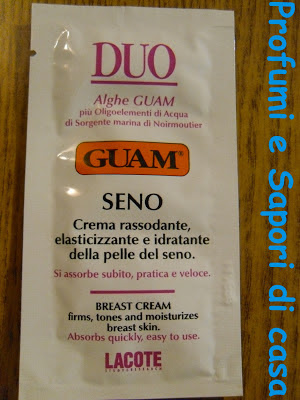 DUO
Alghe GUAM
più Oligoelementi di Acqua
di Sorgente marina di Noirmoutier
GUAM®
SENO
Crema rassodante,
elasticizzante e idratante
della pelle del seno.
Si assorbe subito, pratica e veloce.
BREAST CREAM
firms, tones and moisturizes
breast skin.
Absorbs quickly, easy to use.
LACOTE
Profumi e Sapori di casa